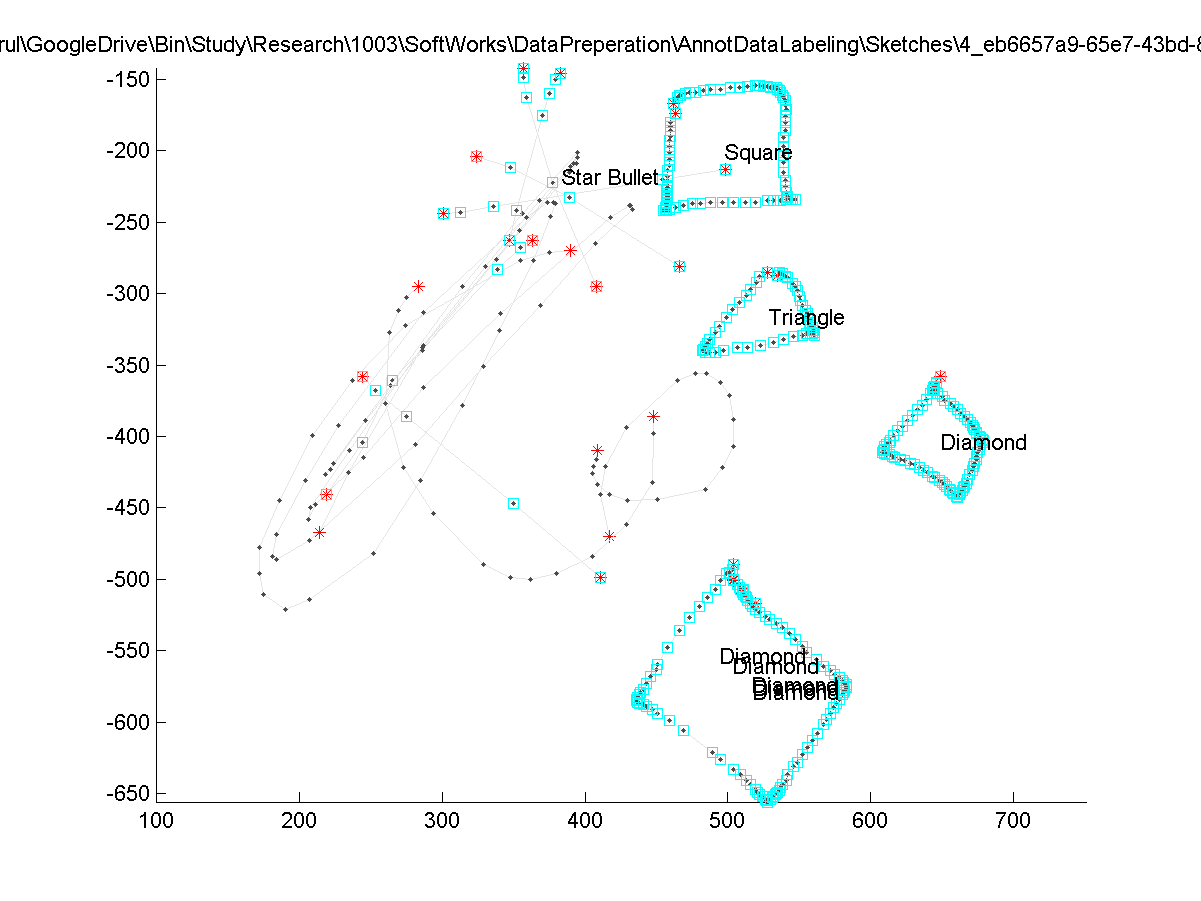 rul\GoogleDrive\Bin\Study\Research\1003\SoftWorks\DataPreperation\AnnotDataLabeling\Sketches\4_eb6657a9-65e7-43bd-8
-150
-200
-250
-300
-350
-400
-450
-500
-550
-600
-650
Square
Star Bullet
Triangle
Diamond
Diamond
Diamond
Diamond
Diamond
100 200 300 400 500 600 700